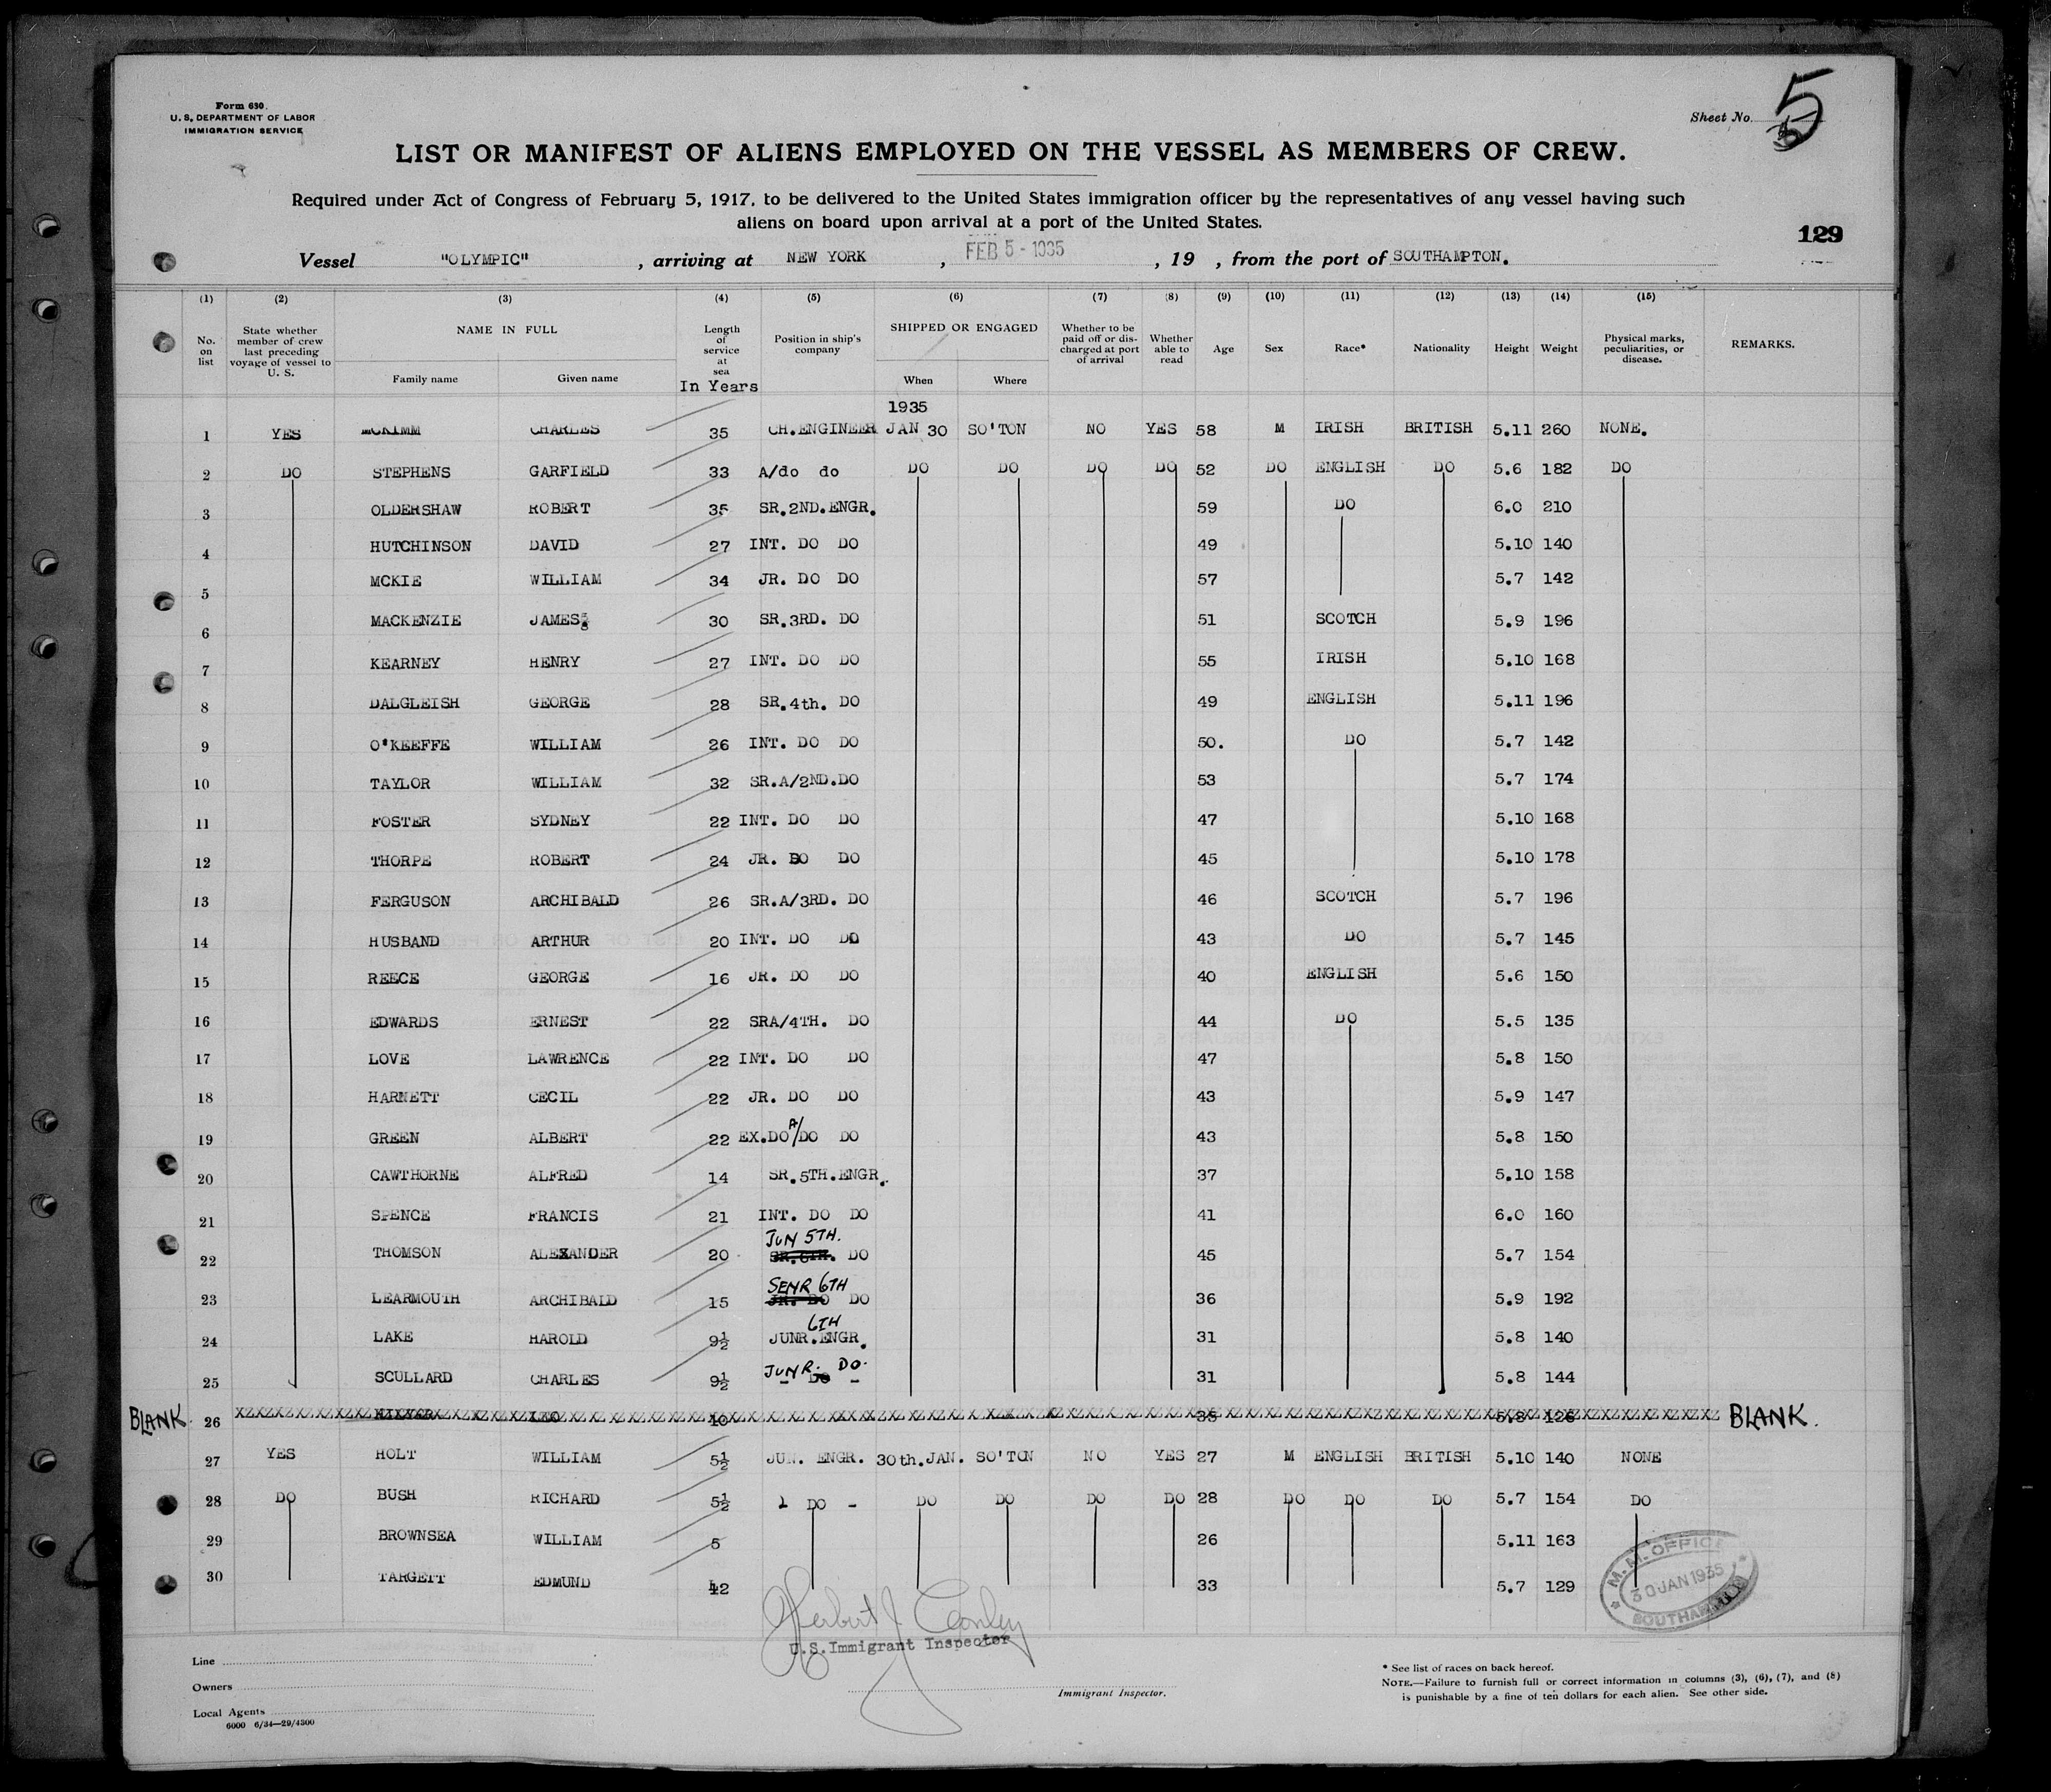 Form 630.
U. S. DEPARTMENT OF LABOR
IMMIGRATION SERVICE
Sheet No. 5
LIST OR MANIFEST OF ALIENS EMPLOYED ON THE VESSEL AS MEMBERS OF CREW.
Required under Act of Congress of February 5, 1917, to be delivered to the United States immigration officer by the representatives of any vessel having such
aliens on board upon arrival at a port of the United States.
129
Vessel "OLYMPIC" , arriving at NEW YORK , FEB 5 - 1935 , 19 , from the port of SOUTHAMPTON.
(1) (2) (3) (4) (5) (6) (7) (8) (9) (10) (11) (12) (13) (14) (15)
No. on list State whether member of crew last preceding voyage of vessel to U. S. NAME IN FULL Family name Given name Length of service at sea In Years Position in ship's company SHIPPED OR ENGAGED When Where Whether to be paid off or discharged at port of arrival Whether able to read Age Sex Race* Nationality Height Weight Physical marks, peculiarities, or disease. REMARKS.
1935
1 YES McKIMM CHARLES 35 CH.ENGINEER JAN 30 SO'TON NO YES 58 M IRISH BRITISH 5.11 260 NONE.
2 DO STEPHENS GARFIELD 33 A/do do DO DO DO DO 52 DO ENGLISH DO 5.6 182 DO
3 OLDERSHAW ROBERT 35 SR.2ND.ENGR. 59 DO 6.0 210
4 HUTCHINSON DAVID 27 INT. DO DO 49 5.10 140
5 MCKIE WILLIAM 34 JR. DO DO 57 5.7 142
6 MACKENZIE JAMES 30 SR.3RD. DO 51 SCOTCH 5.9 196
7 KEARNEY HENRY 27 INT. DO DO 55 IRISH 5.10 168
8 DALGLEISH GEORGE 28 SR.4th. DO 49 ENGLISH 5.11 196
9 O'KEEFFE WILLIAM 26 INT. DO DO 50. DO 5.7 142
10 TAYLOR WILLIAM 32 SR.A/2ND.DO 53 5.7 174
11 FOSTER SYDNEY 22 INT. DO DO 47 5.10 168
12 THORPE ROBERT 24 JR. DO DO 45 5.10 178
13 FERGUSON ARCHIBALD 26 SR.A/3RD. DO 46 SCOTCH 5.7 196
14 HUSBAND ARTHUR 20 INT. DO DO 43 DO 5.7 145
15 REECE GEORGE 16 JR. DO DO 40 ENGLISH 5.6 150
16 EDWARDS ERNEST 22 SRA/4TH. DO 44 DO 5.5 135
17 LOVE LAWRENCE 22 INT. DO DO 47 5.8 150
18 HARNETT CECIL 22 JR. DO DO 43 5.9 147
19 GREEN ALBERT 22 EX.DO A/DO DO 43 5.8 150
20 CAWTHORNE ALFRED 14 SR.5TH.ENGR. 37 5.10 158
21 SPENCE FRANCIS 21 INT. DO DO 41 6.0 160
JUN 5TH.
22 THOMSON ALEXANDER 20 SR.6TH. DO 45 5.7 154
SENR 6TH
23 LEARMOUTH ARCHIBALD 15 JR. DO DO 36 5.9 192
6TH
24 LAKE HAROLD 9½ JUNR.ENGR. 31 5.8 140
JUNR. DO.
25 SCULLARD CHARLES 9½ - DO - 31 5.8 144
BLANK. 26 LEO 10 35 5.8 126 BLANK.
27 YES HOLT WILLIAM 5½ JUN. ENGR. 30th.JAN. SO'TON NO YES 27 M ENGLISH BRITISH 5.10 140 NONE
28 DO BUSH RICHARD 5½ DO - DO DO DO DO 28 DO DO DO 5.7 154 DO
29 BROWNSEA WILLIAM 5 26 5.11 163
30 TARGETT EDMUND 12 33 5.7 129
M.M. OFFICE
30 JAN 1935
SOUTHAMPTON
Herbert J Conley
U.S.Immigrant Inspector
Line
Owners
Local Agents
6000 6/34—29/4300
Immigrant Inspector.
* See list of races on back hereof.
NOTE.—Failure to furnish full or correct information in columns (3), (6), (7), and (8)
is punishable by a fine of ten dollars for each alien. See other side.